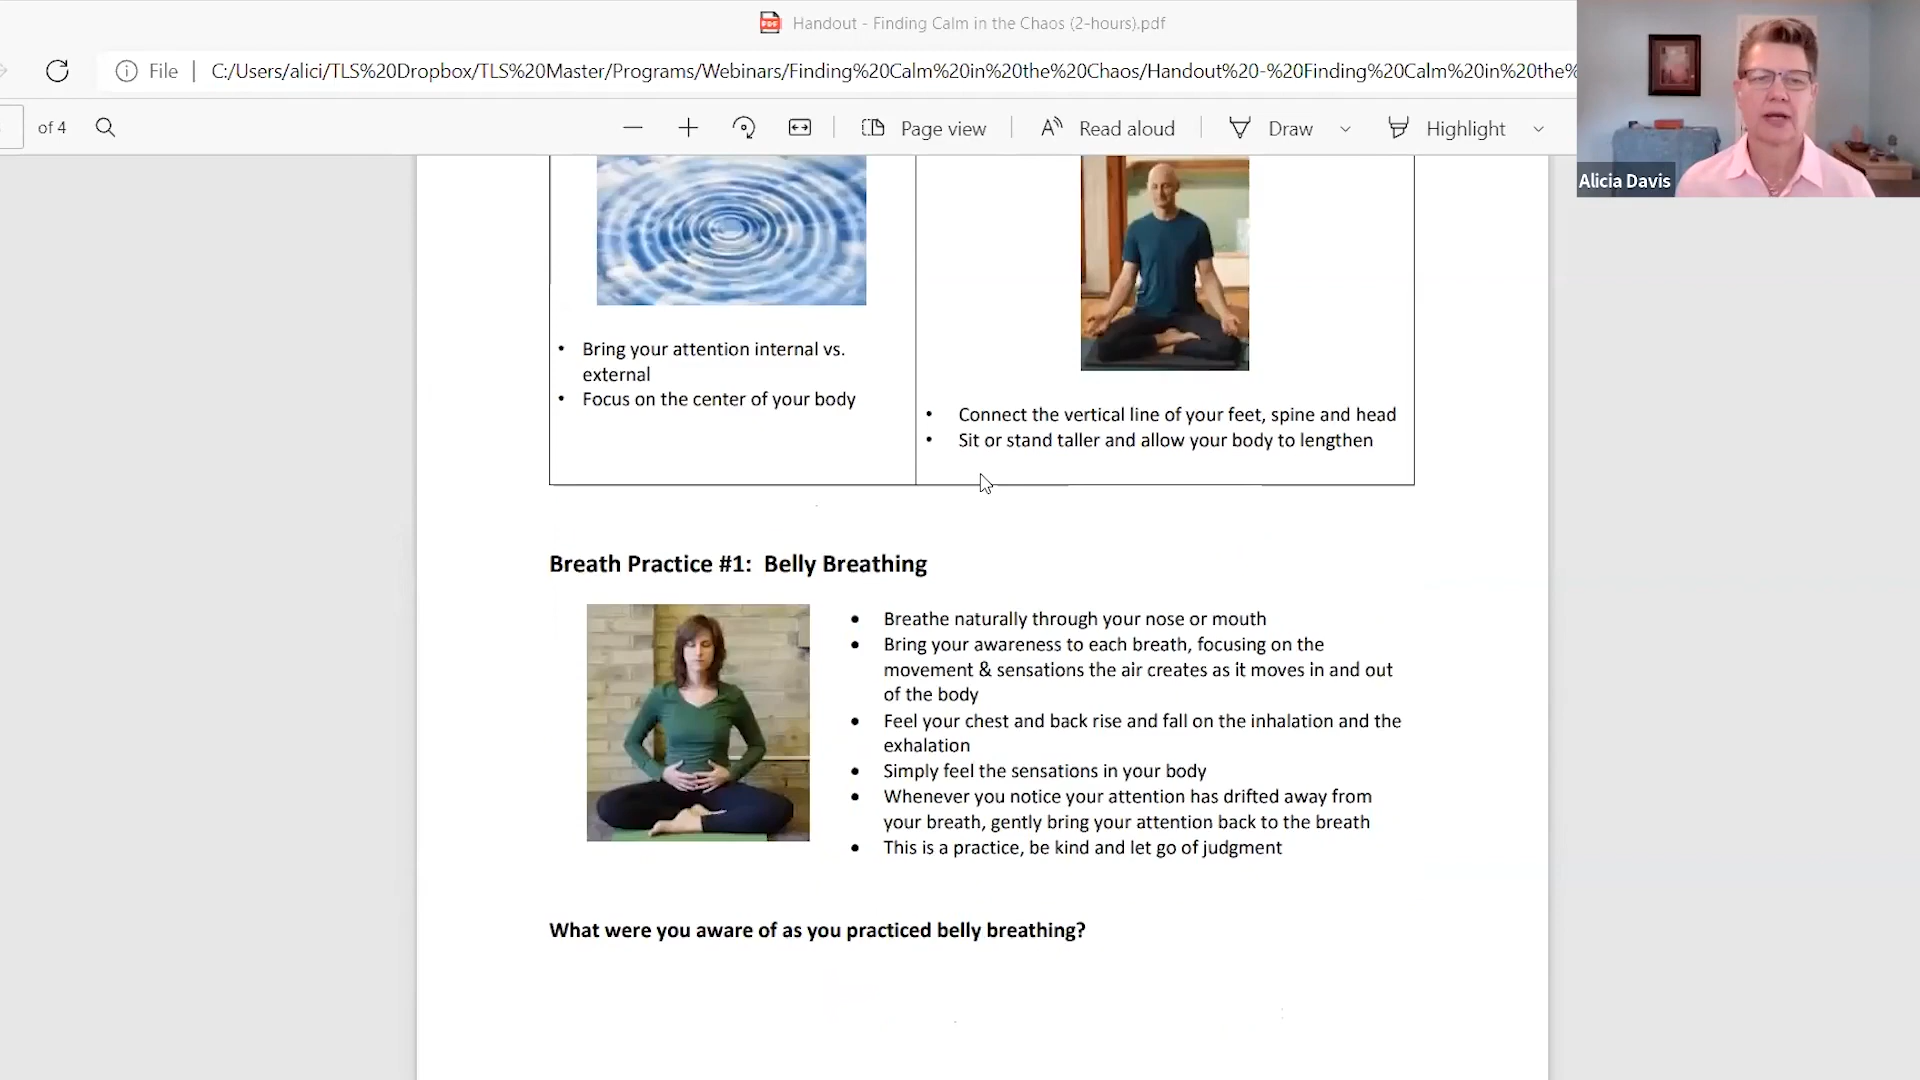 Handout - Finding Calm in the Chaos (2-hours).pdf
File | C:/Users/alici/TLS%20Dropbox/TLS%20Master/Programs/Webinars/Finding%20Calm%20in%20the%20Chaos/Handout%20-%20Finding%20Calm%20in%20the%
of 4
Page view
Read aloud
Draw
Highlight
Alicia Davis
• Bring your attention internal vs.
external
• Focus on the center of your body
• Connect the vertical line of your feet, spine and head
• Sit or stand taller and allow your body to lengthen
Breath Practice #1: Belly Breathing
• Breathe naturally through your nose or mouth
• Bring your awareness to each breath, focusing on the
movement & sensations the air creates as it moves in and out
of the body
• Feel your chest and back rise and fall on the inhalation and the
exhalation
• Simply feel the sensations in your body
• Whenever you notice your attention has drifted away from
your breath, gently bring your attention back to the breath
• This is a practice, be kind and let go of judgment
What were you aware of as you practiced belly breathing?